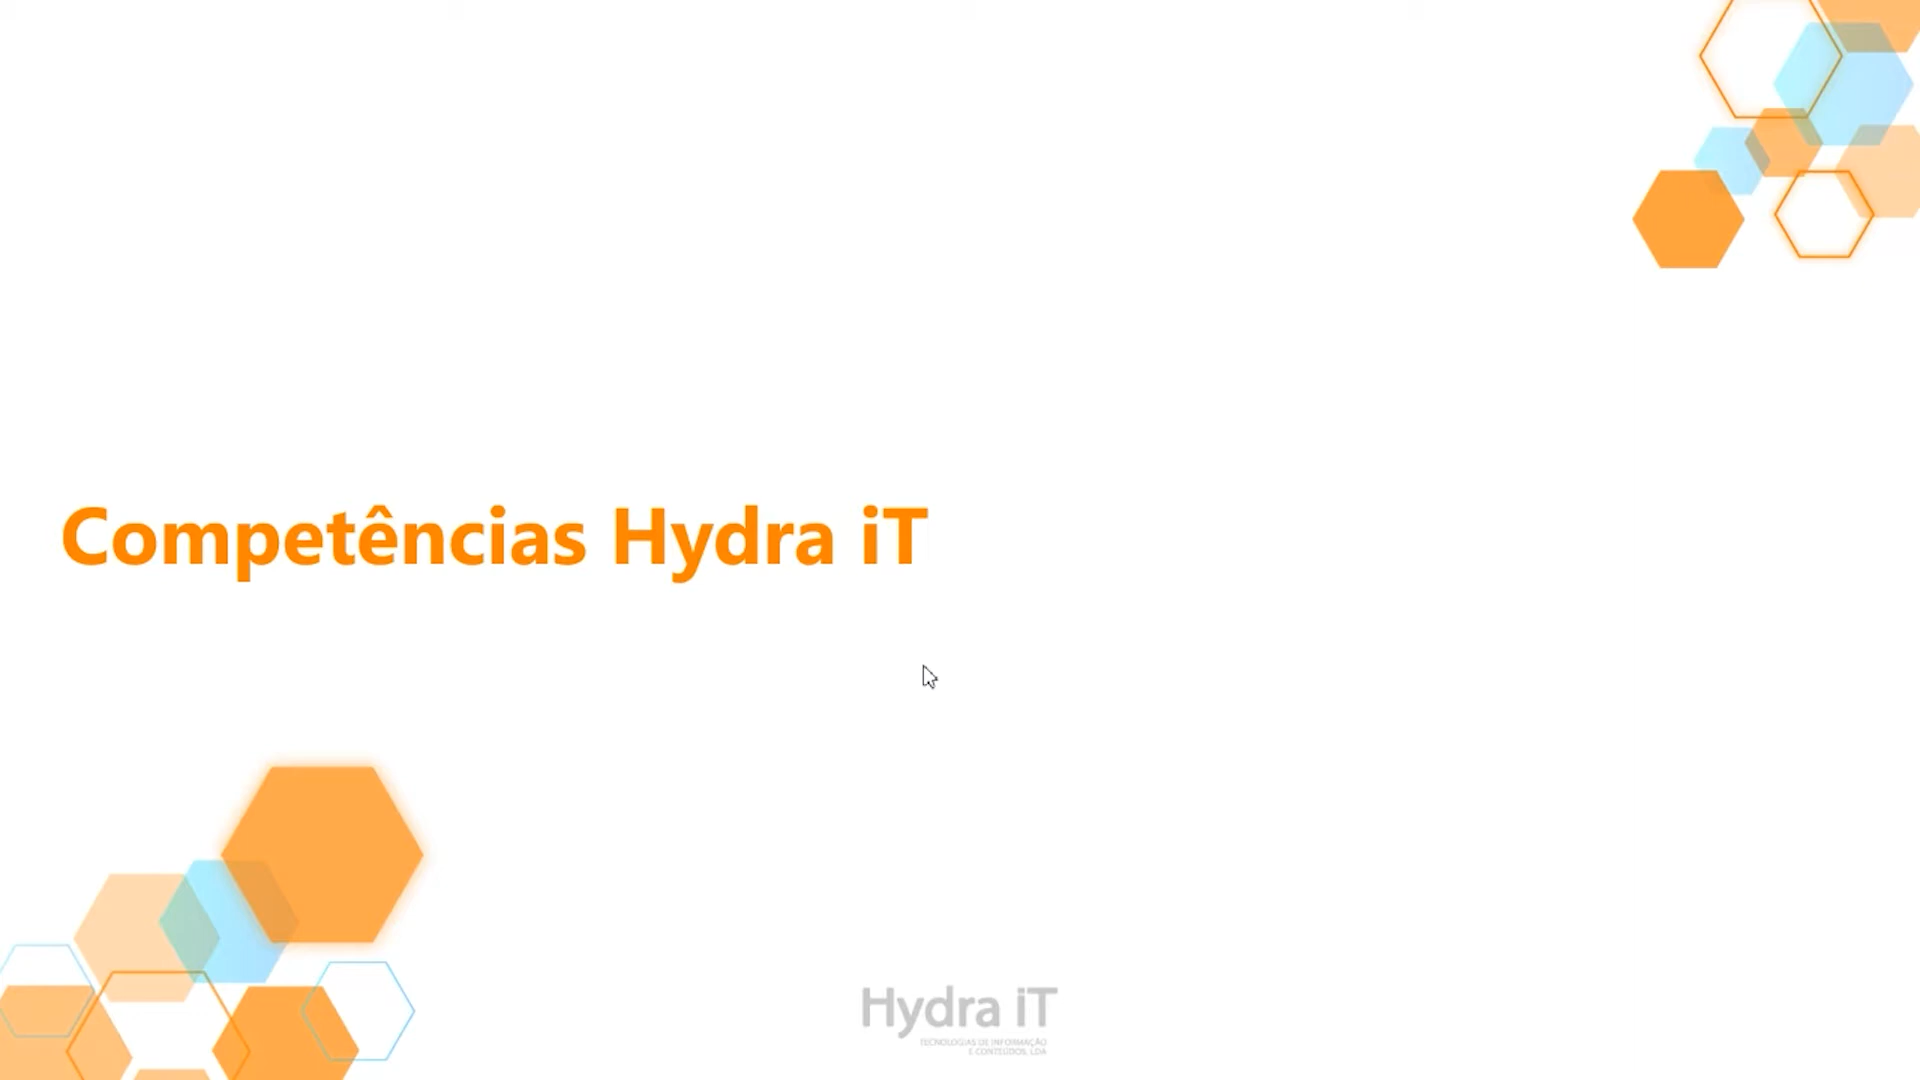 Competências Hydra iT
Hydra iT
TECNOLOGIAS DE INFORMAÇÃO
E CONTEÚDOS, LDA